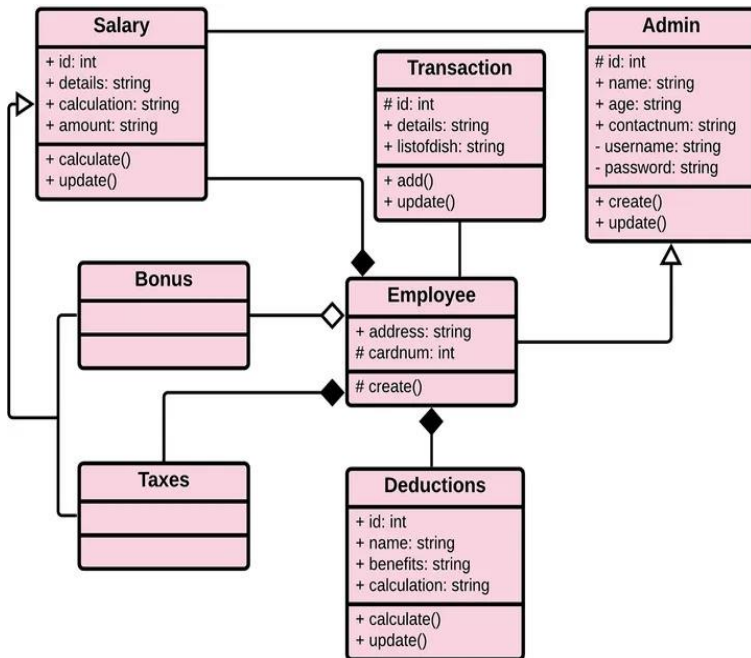 Salary
+ id: int
+ details: string
+ calculation: string
+ amount: string
+ calculate()
+ update()
Admin
# id: int
+ name: string
+ age: string
+ contactnum: string
- username: string
- password: string
+ create()
+ update()
Transaction
# id: int
+ details: string
+ listofdish: string
+ add()
+ update()
Bonus
Employee
+ address: string
# cardnum: int
# create()
Taxes
Deductions
+ id: int
+ name: string
+ benefits: string
+ calculation: string
+ calculate()
+ update()